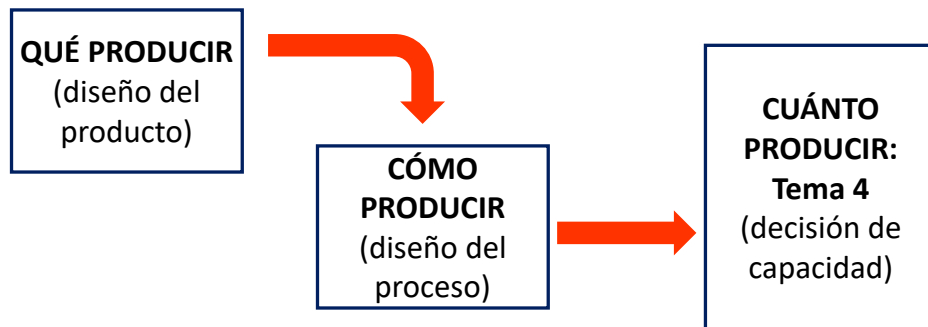 QUÉ PRODUCIR
(diseño del
producto)
CÓMO
PRODUCIR
(diseño del
proceso)
CUÁNTO
PRODUCIR:
Tema 4
(decisión de
capacidad)